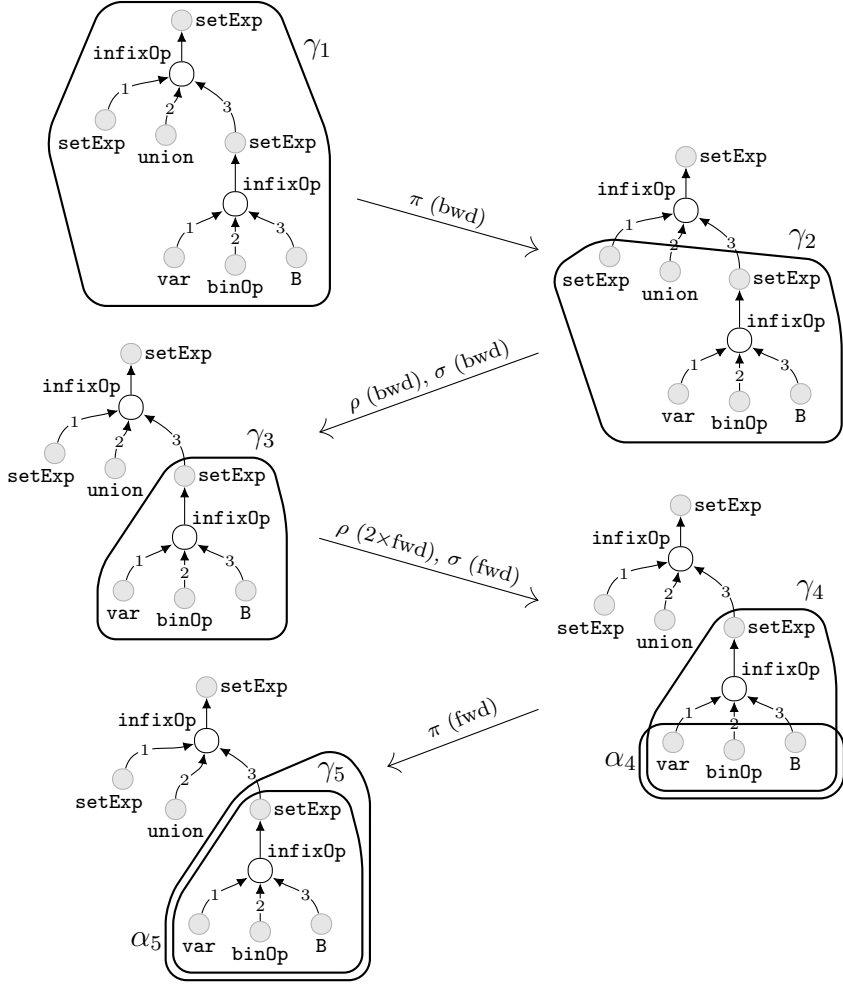 setExp
infixOp
γ1
1
2
3
setExp
union
setExp
infixOp
1
2
3
var
binOp
B
π (bwd)
setExp
infixOp
1
2
3
γ2
setExp
union
setExp
infixOp
1
2
3
var
binOp
B
ρ (bwd), σ (bwd)
setExp
infixOp
1
2
3
γ3
setExp
union
setExp
infixOp
1
2
3
var
binOp
B
ρ (2×fwd), σ (fwd)
setExp
infixOp
1
2
3
γ4
setExp
union
setExp
infixOp
1
2
3
α4
var
binOp
B
π (fwd)
setExp
infixOp
1
2
3
γ5
setExp
union
setExp
infixOp
1
2
3
α5
var
binOp
B